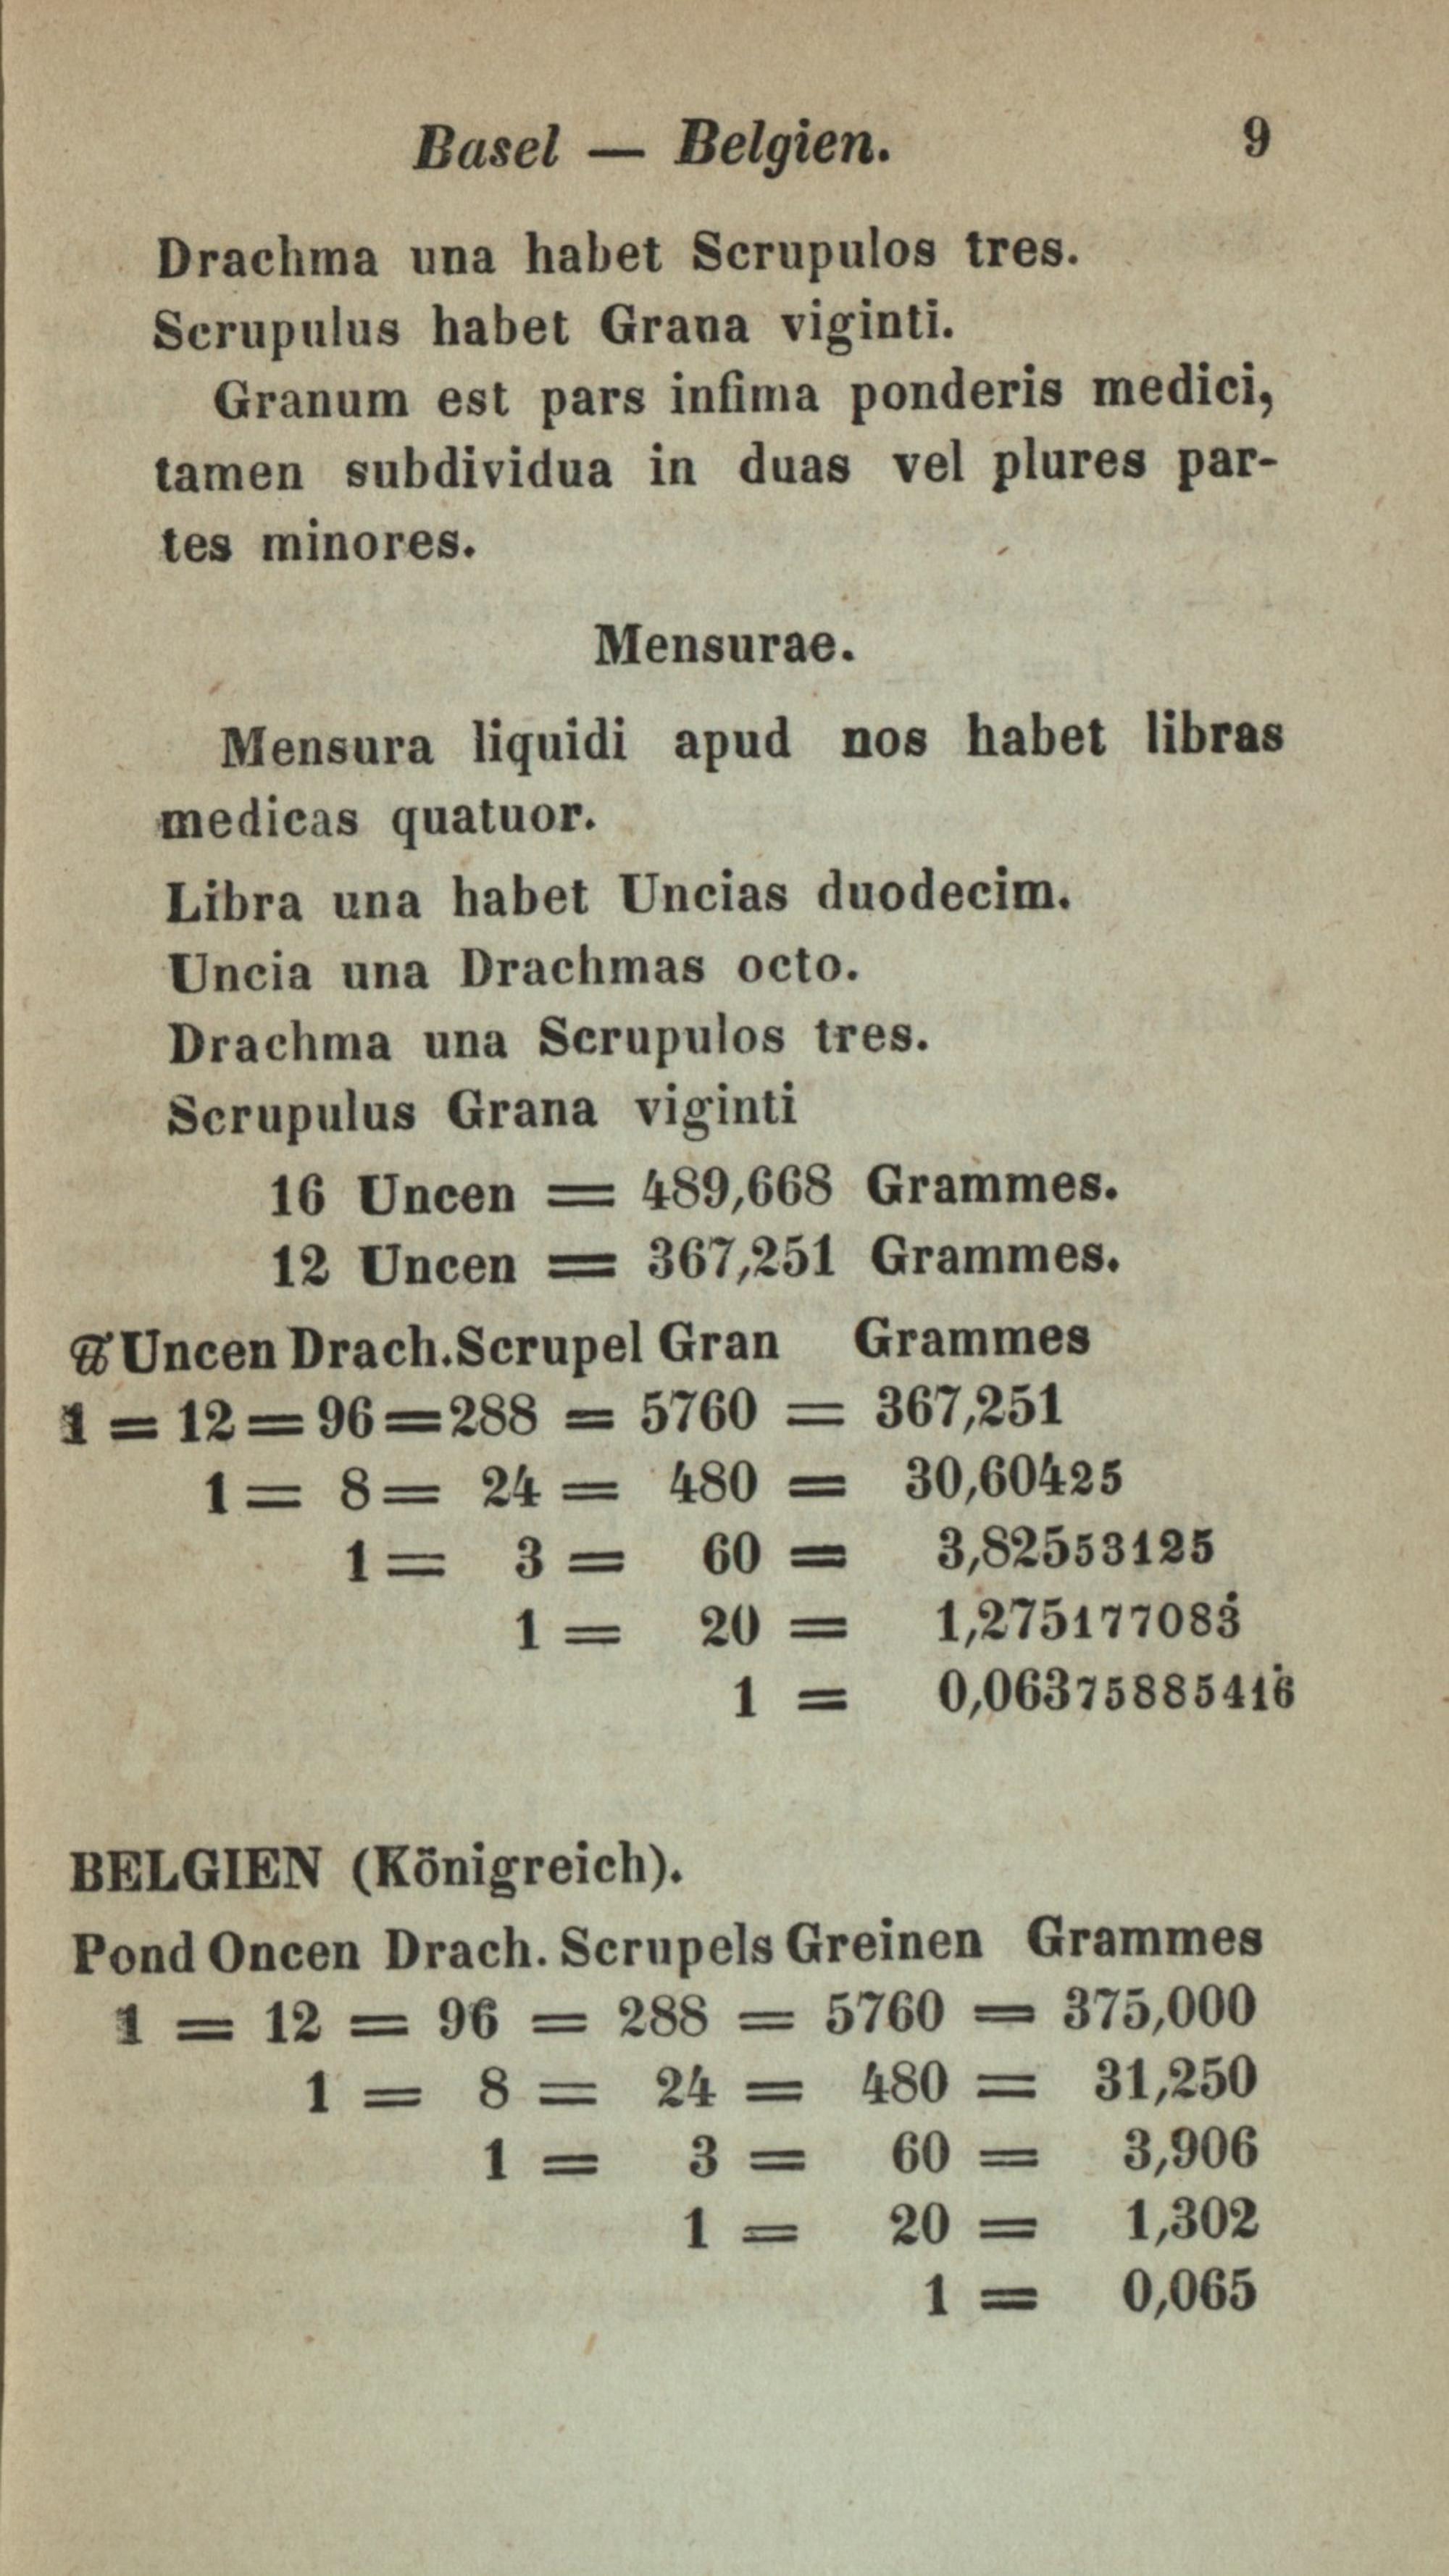 Basel — Belgien. 9
Drachma una habet Scrupulos tres.
Scrupulus habet Grana viginti.
Granum est pars infima ponderis medici,
tamen subdividua in duas vel plures par-
tes minores.
Mensurae.
Mensura liquidi apud nos habet libras
medicas quatuor.
Libra una habet Uncias duodecim.
Uncia una Drachmas octo.
Drachma una Scrupulos tres.
Scrupulus Grana viginti
16 Uncen = 489,668 Grammes.
12 Uncen = 367,251 Grammes.
℔ Uncen Drach. Scrupel Gran Grammes
1 = 12 = 96 = 288 = 5760 = 367,251
1 = 8 = 24 = 480 = 30,60425
1 = 3 = 60 = 3,82553125
1 = 20 = 1,275177083̇
1 = 0,06375885416̇
BELGIEN (Königreich).
Pond Oncen Drach. Scrupels Greinen Grammes
1 = 12 = 96 = 288 = 5760 = 375,000
1 = 8 = 24 = 480 = 31,250
1 = 3 = 60 = 3,906
1 = 20 = 1,302
1 = 0,065